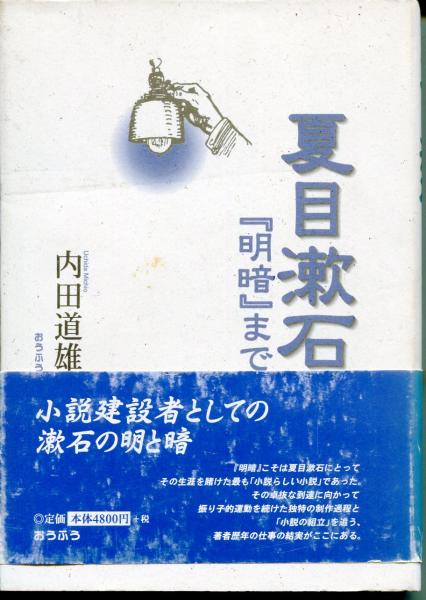 夏目漱石
『明暗』まで
Uchida Michio
内田道雄
おうふう
小説建設者としての
漱石の明と暗
『明暗』こそは夏目漱石にとって
その生涯を賭けた最も「小説らしい小説」であった。
その卓抜な到達に向かって
振り子的運動を続けた独特の制作過程と
「小説の組立」を追う、
著者歴年の仕事の結実がここにある。
◎定価 本体4800円 +税
おうふう